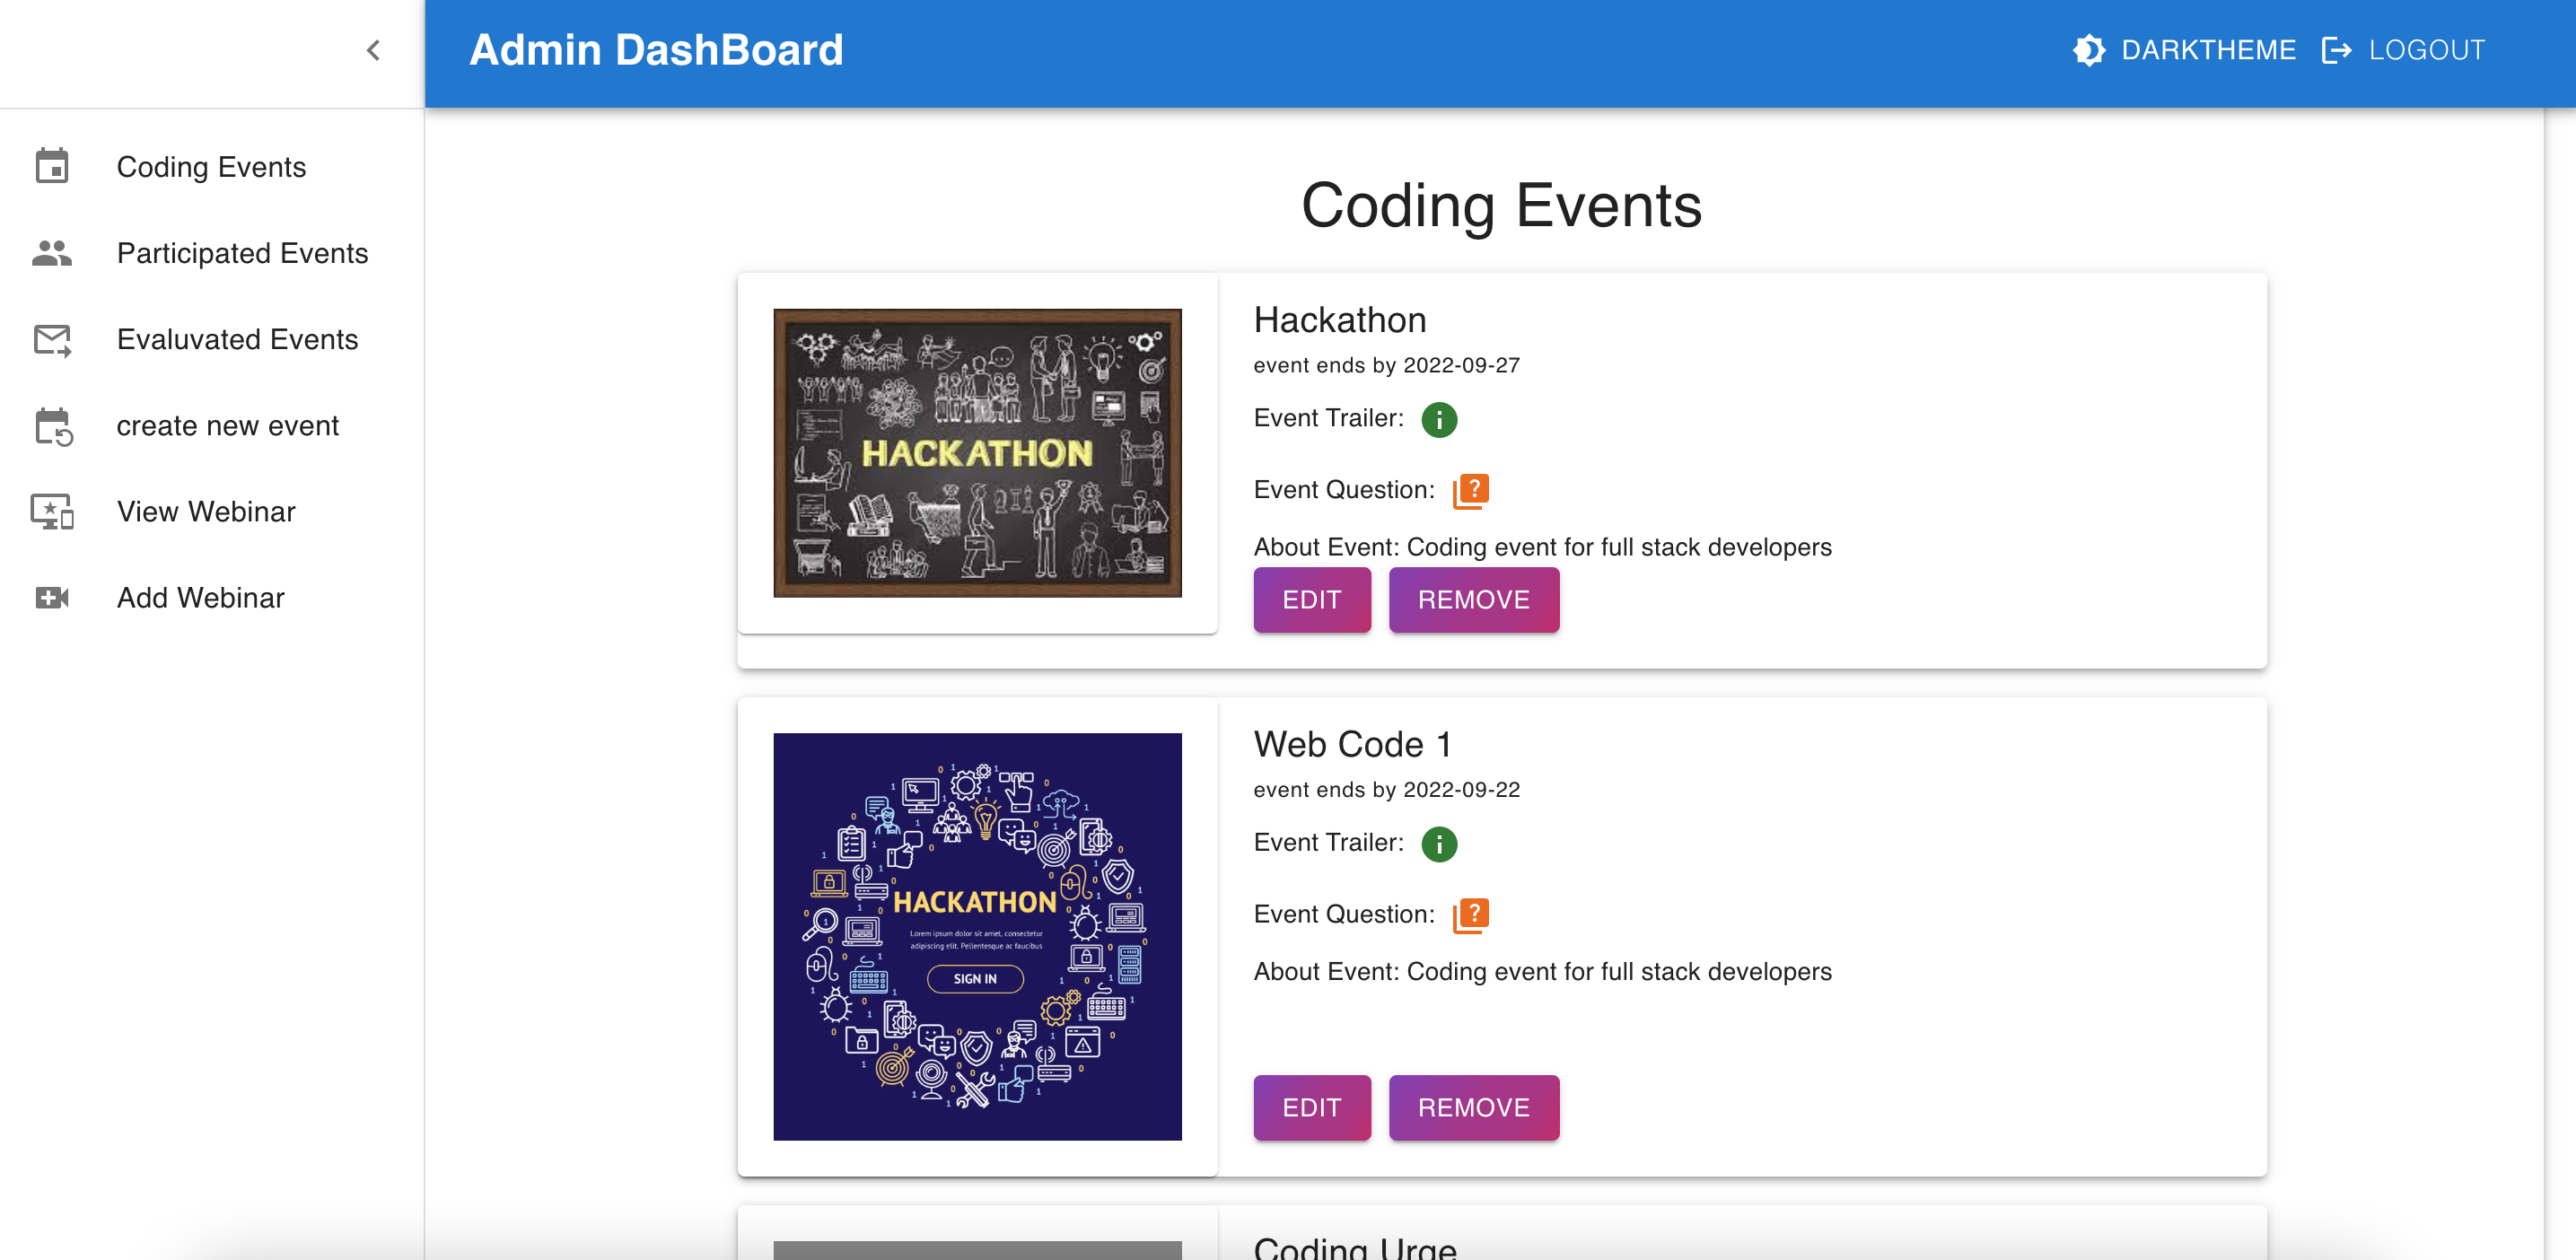 Admin DashBoard
DARKTHEME
LOGOUT
Coding Events
Participated Events
Evaluvated Events
create new event
View Webinar
Add Webinar
Coding Events
HACKATHON
Hackathon
event ends by 2022-09-27
Event Trailer:
Event Question:
About Event: Coding event for full stack developers
EDIT
REMOVE
HACKATHON
Lorem ipsum dolor sit amet, consectetur
adipiscing elit. Pellentesque ac faucibus
SIGN IN
Web Code 1
event ends by 2022-09-22
Event Trailer:
Event Question:
About Event: Coding event for full stack developers
EDIT
REMOVE
Coding Urge